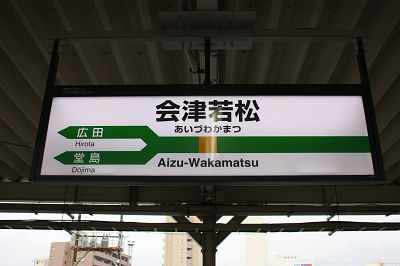 会津若松
あいづわかまつ
Aizu-Wakamatsu
広田
Hirota
堂島
Dōjima